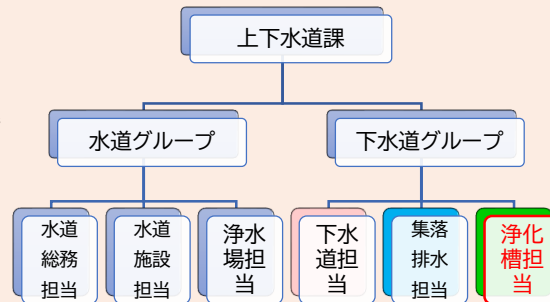 上下水道課
水道グループ
下水道グループ
水道
総務
担当
水道
施設
担当
浄水
場担
当
下水
道担
当
集落
排水
担当
浄化
槽担
当